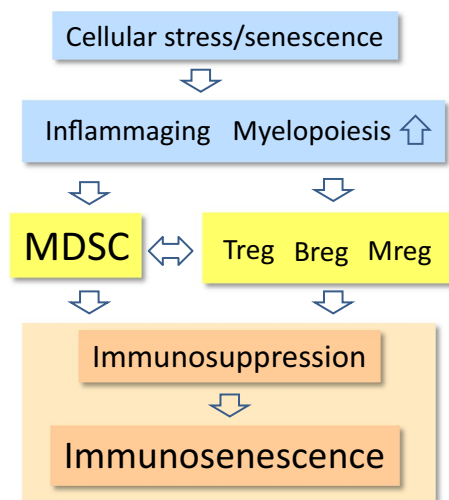 Cellular stress/senescence
Inflammaging Myelopoiesis
MDSC
Treg Breg Mreg
Immunosuppression
Immunosenescence